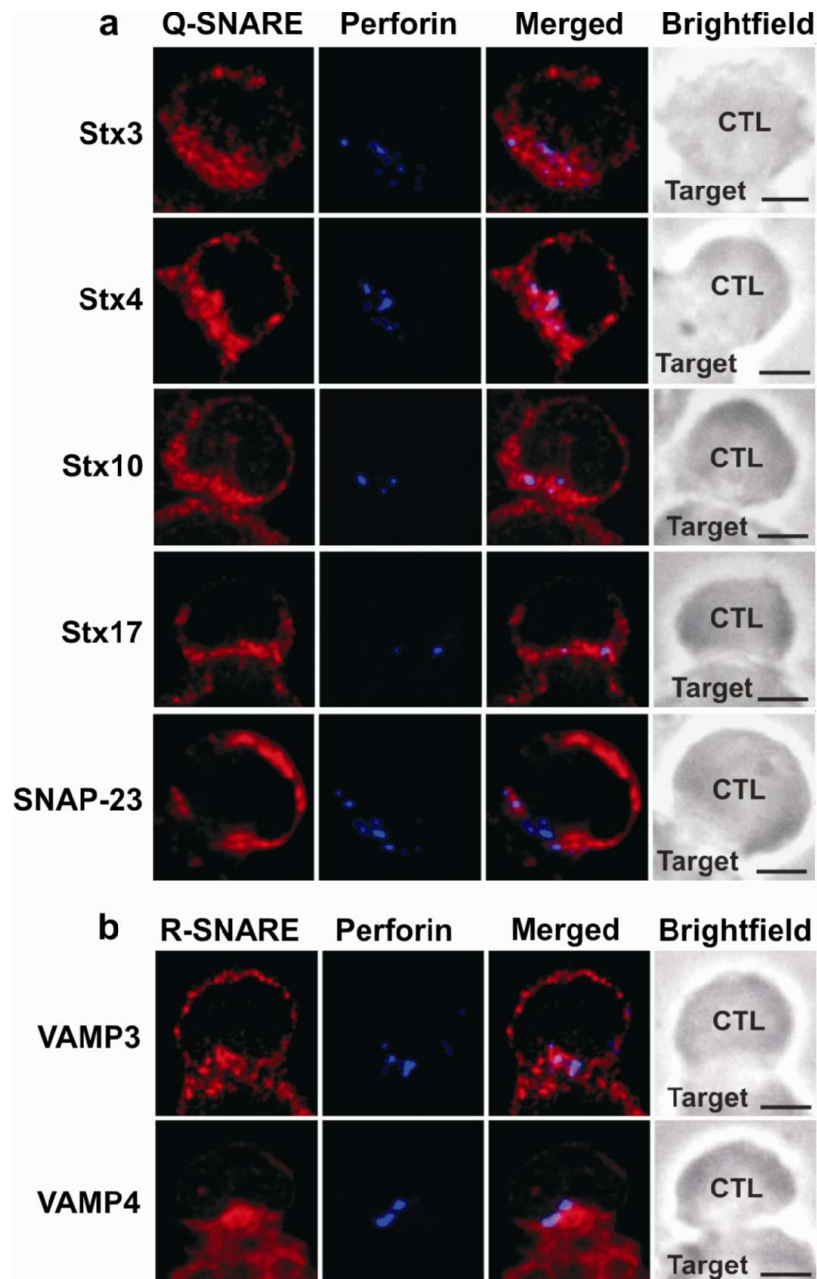 a Q-SNARE Perforin Merged Brightfield
Stx3 CTL
Target
Stx4 CTL
Target
Stx10 CTL
Target
Stx17 CTL
Target
SNAP-23 CTL
Target
b R-SNARE Perforin Merged Brightfield
VAMP3 CTL
Target
VAMP4 CTL
Target